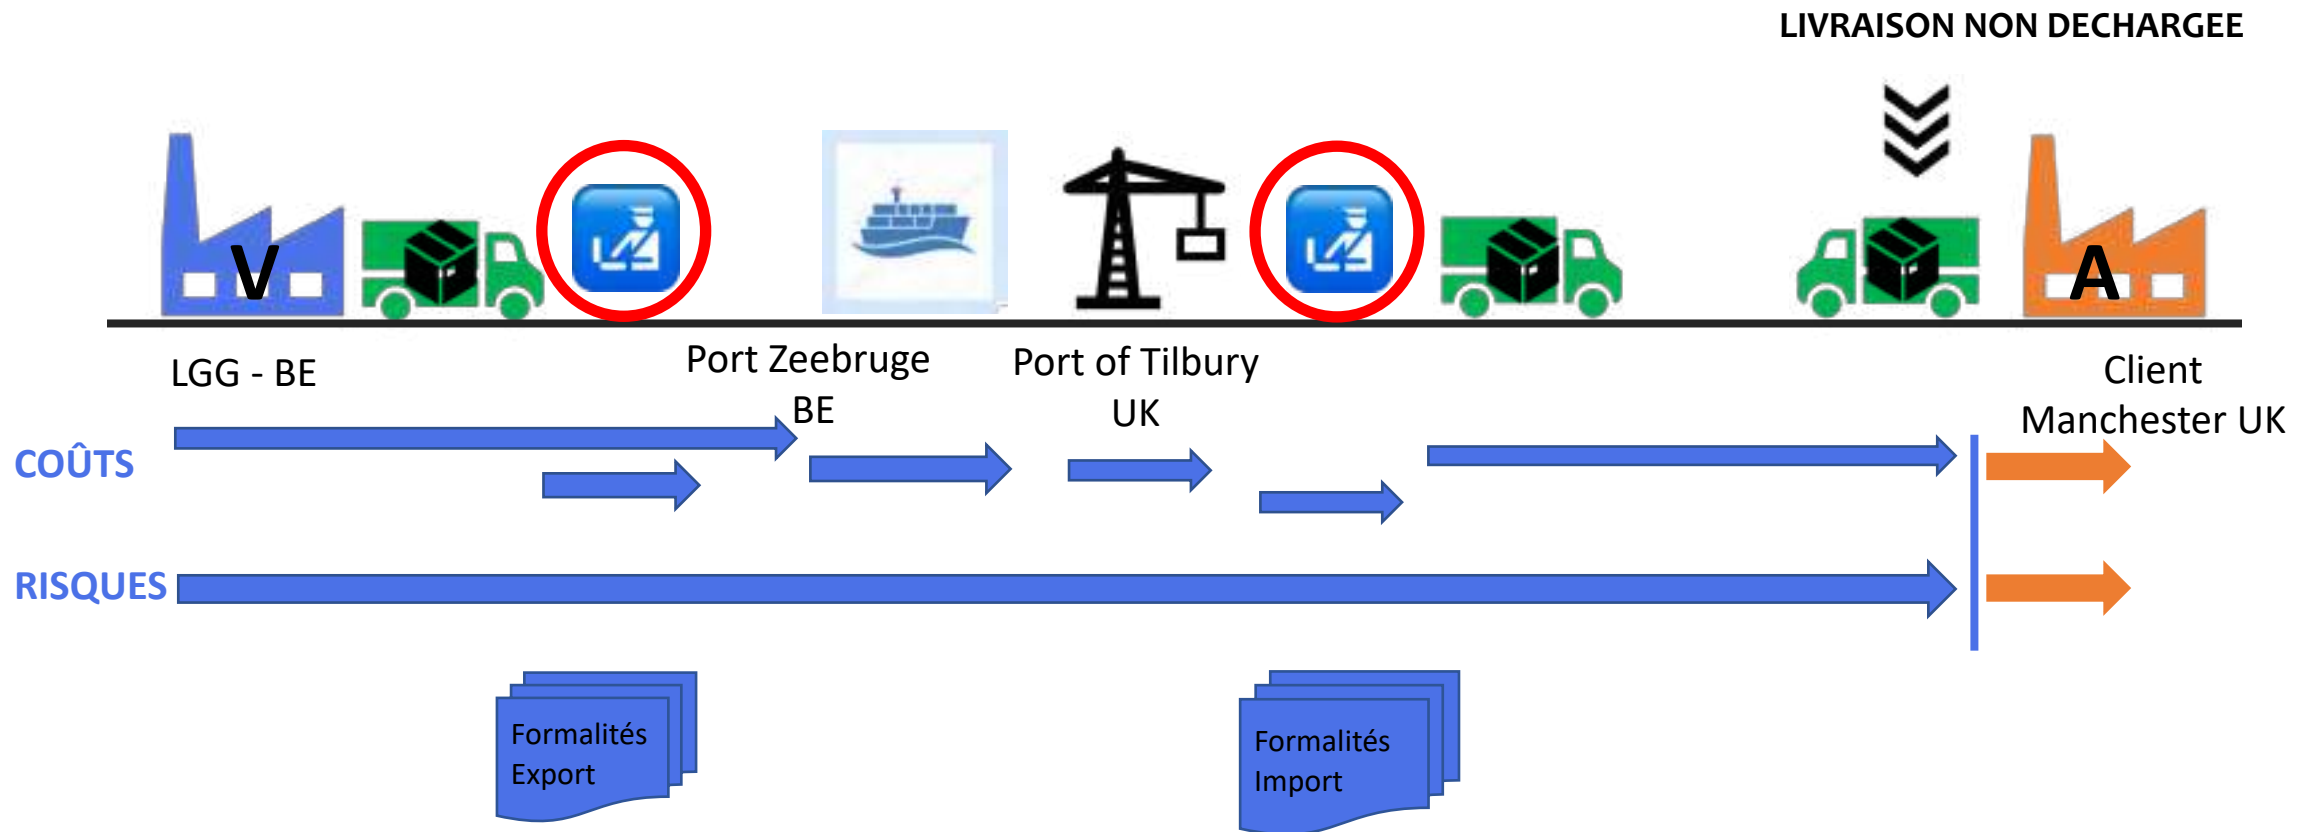 LIVRAISON NON DECHARGEE
V
A
LGG - BE
Port Zeebruge
BE
Port of Tilbury
UK
Client
Manchester UK
COÛTS
RISQUES
Formalités
Export
Formalités
Import